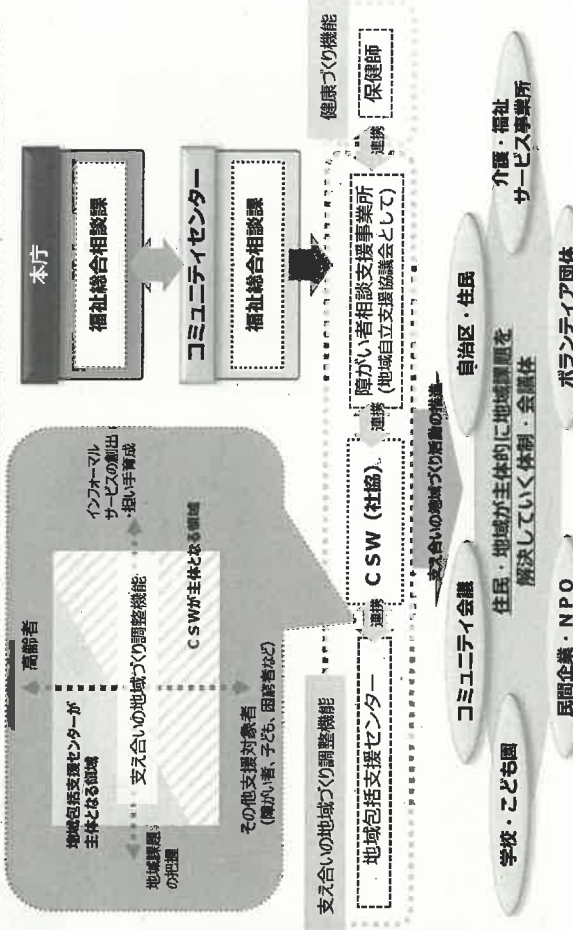 本庁
福祉総合相談課
コミュニティセンター
福祉総合相談課
高齢者
地域包括支援センターが
主体となる領域
インフォーマル
サービスの創出
・担い手育成
支え合いの地域づくり調整機能
地域課題
の把握
CSWが主体となる領域
その他支援対象者
(障がい者、子ども、困窮者など)
支え合いの地域づくり調整機能
健康づくり機能
地域包括支援センター
連携
CSW(社協)
連携
障がい者相談支援事業所
(地域自立支援協議会として)
連携
保健師
支え合いの地域づくり活動の推進
コミュニティ会議
自治区・住民
学校・こども園
住民・地域が主体的に地域課題を
解決していく体制・会議体
介護・福祉
サービス事業所
民間企業・NPO
ボランティア団体